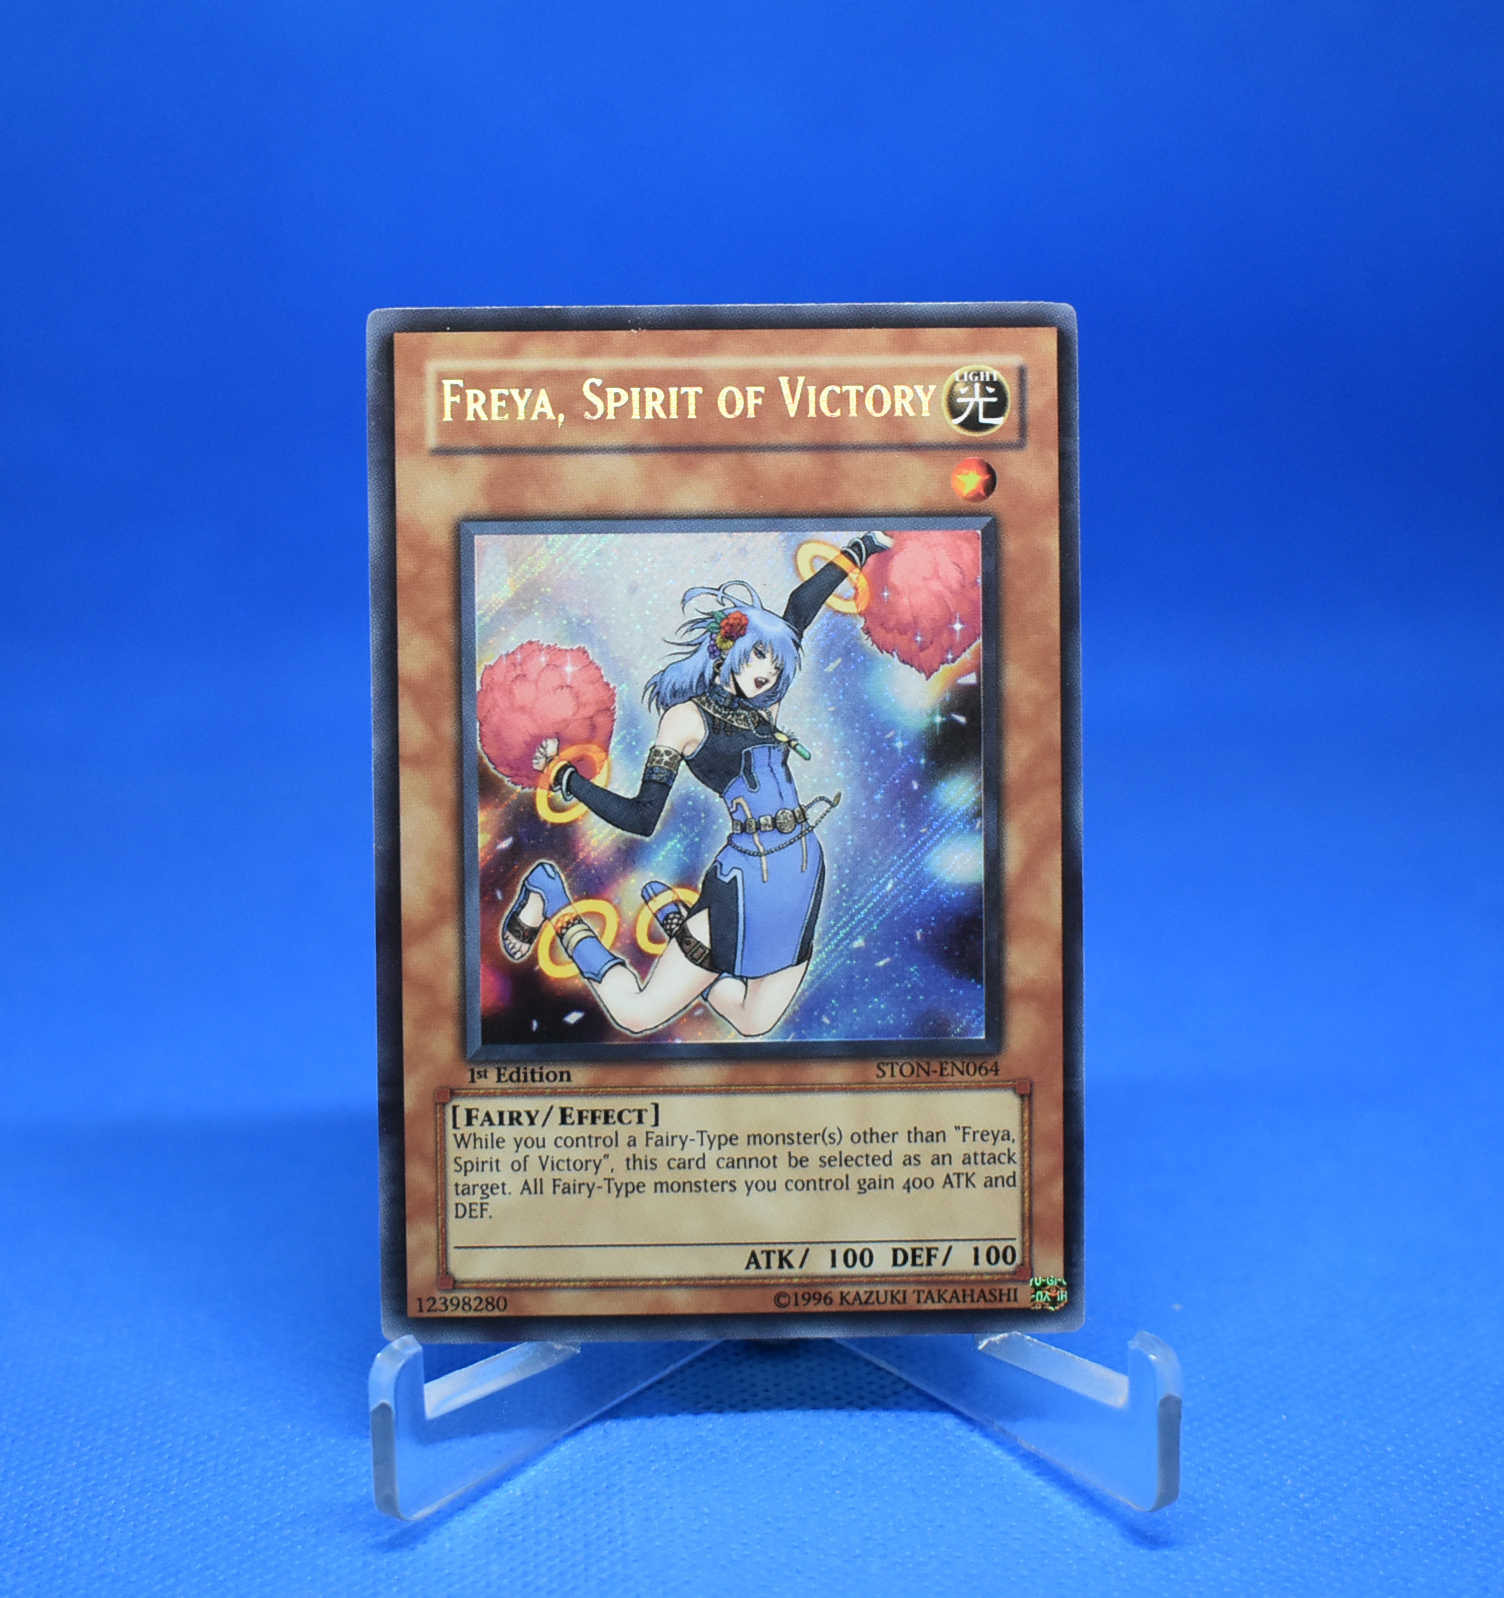 FREYA, SPIRIT OF VICTORY
LIGHT
光
1st Edition
STON-EN064
[FAIRY/EFFECT]
While you control a Fairy-Type monster(s) other than "Freya,
Spirit of Victory", this card cannot be selected as an attack
target. All Fairy-Type monsters you control gain 400 ATK and
DEF.
ATK/ 100 DEF/ 100
12398280
©1996 KAZUKI TAKAHASHI